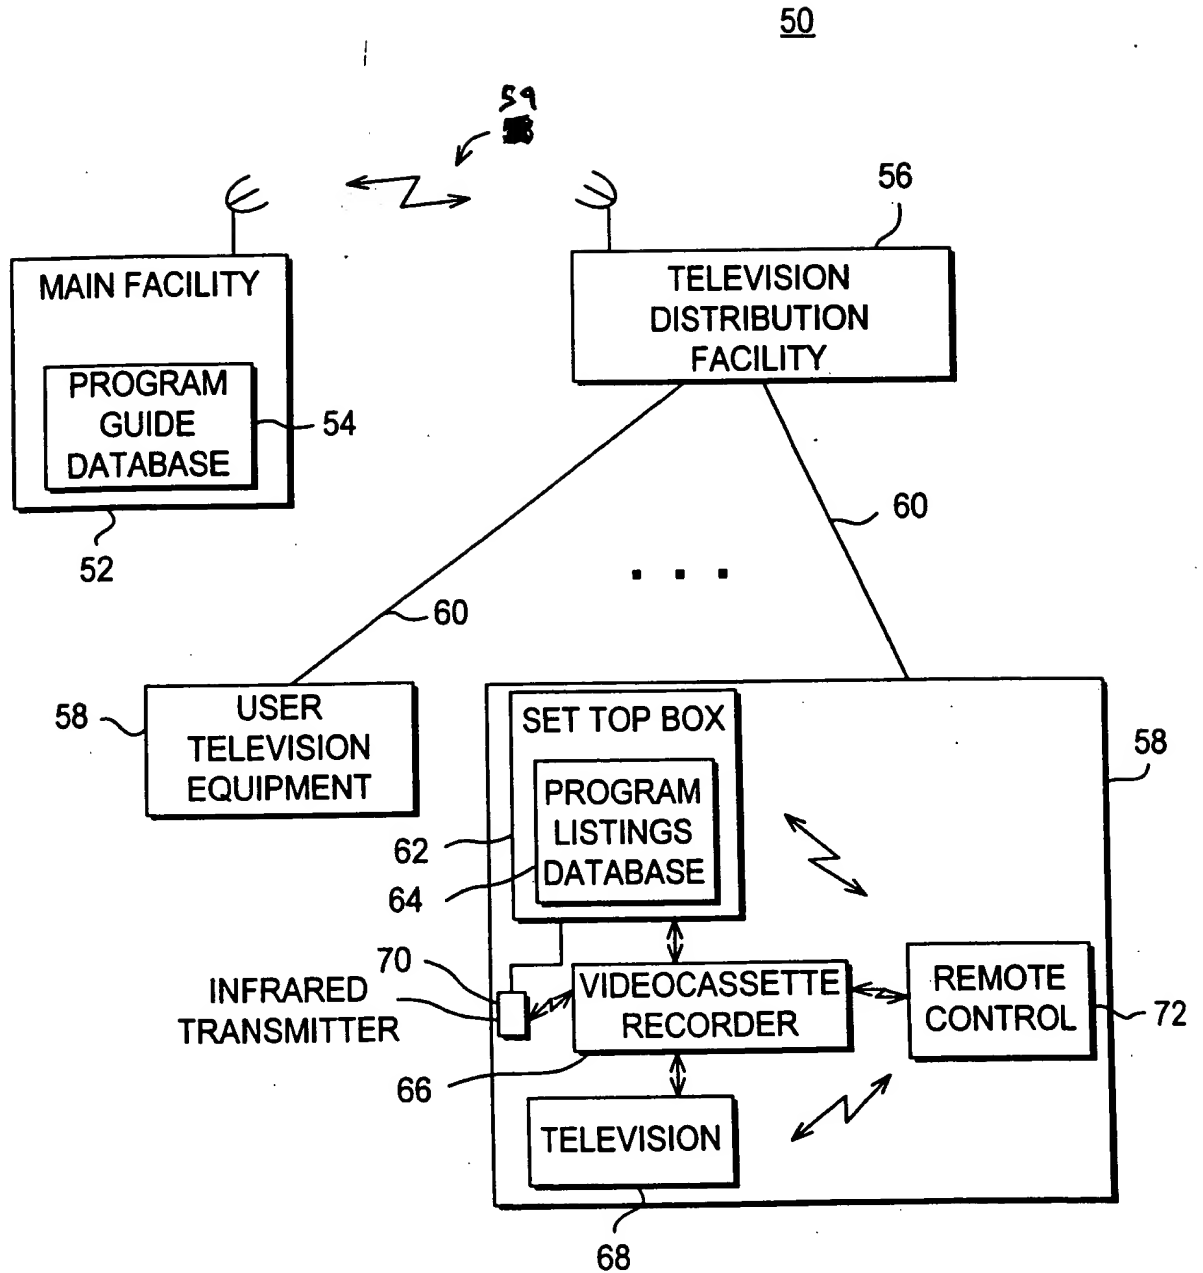 50
59
56
MAIN FACILITY
TELEVISION
DISTRIBUTION
FACILITY
PROGRAM
GUIDE
DATABASE
54
52
60
60
58
USER
TELEVISION
EQUIPMENT
SET TOP BOX
58
PROGRAM
LISTINGS
DATABASE
62
64
70
INFRARED
TRANSMITTER
VIDEOCASSETTE
RECORDER
REMOTE
CONTROL
72
66
TELEVISION
68